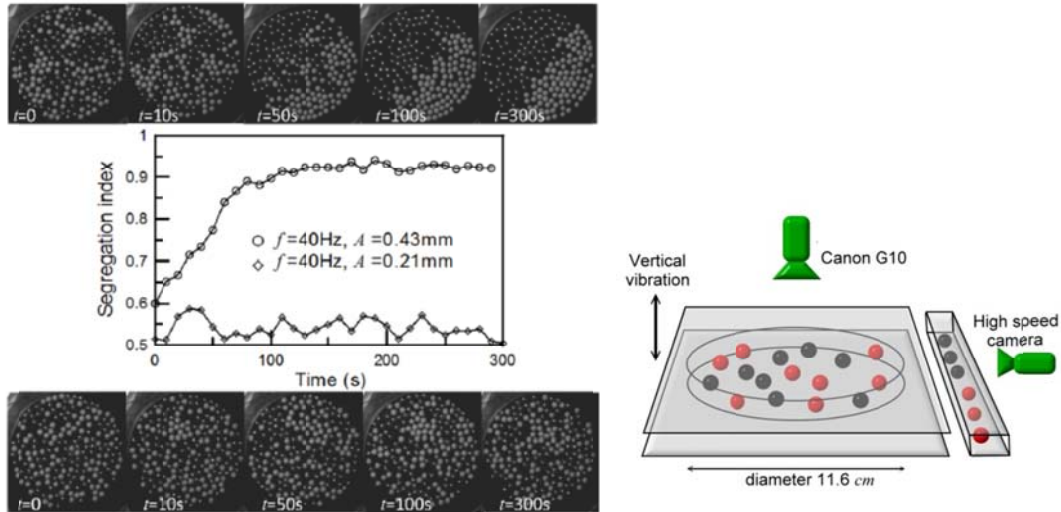 t=0
t=10s
t=50s
t=100s
t=300s
1
0.9
0.8
0.7
0.6
0.5
Segregation index
f=40Hz, A =0.43mm
f=40Hz, A =0.21mm
0
100
200
300
Time (s)
t=0
t=10s
t=50s
t=100s
t=300s
Canon G10
Vertical
vibration
High speed
camera
diameter 11.6 cm